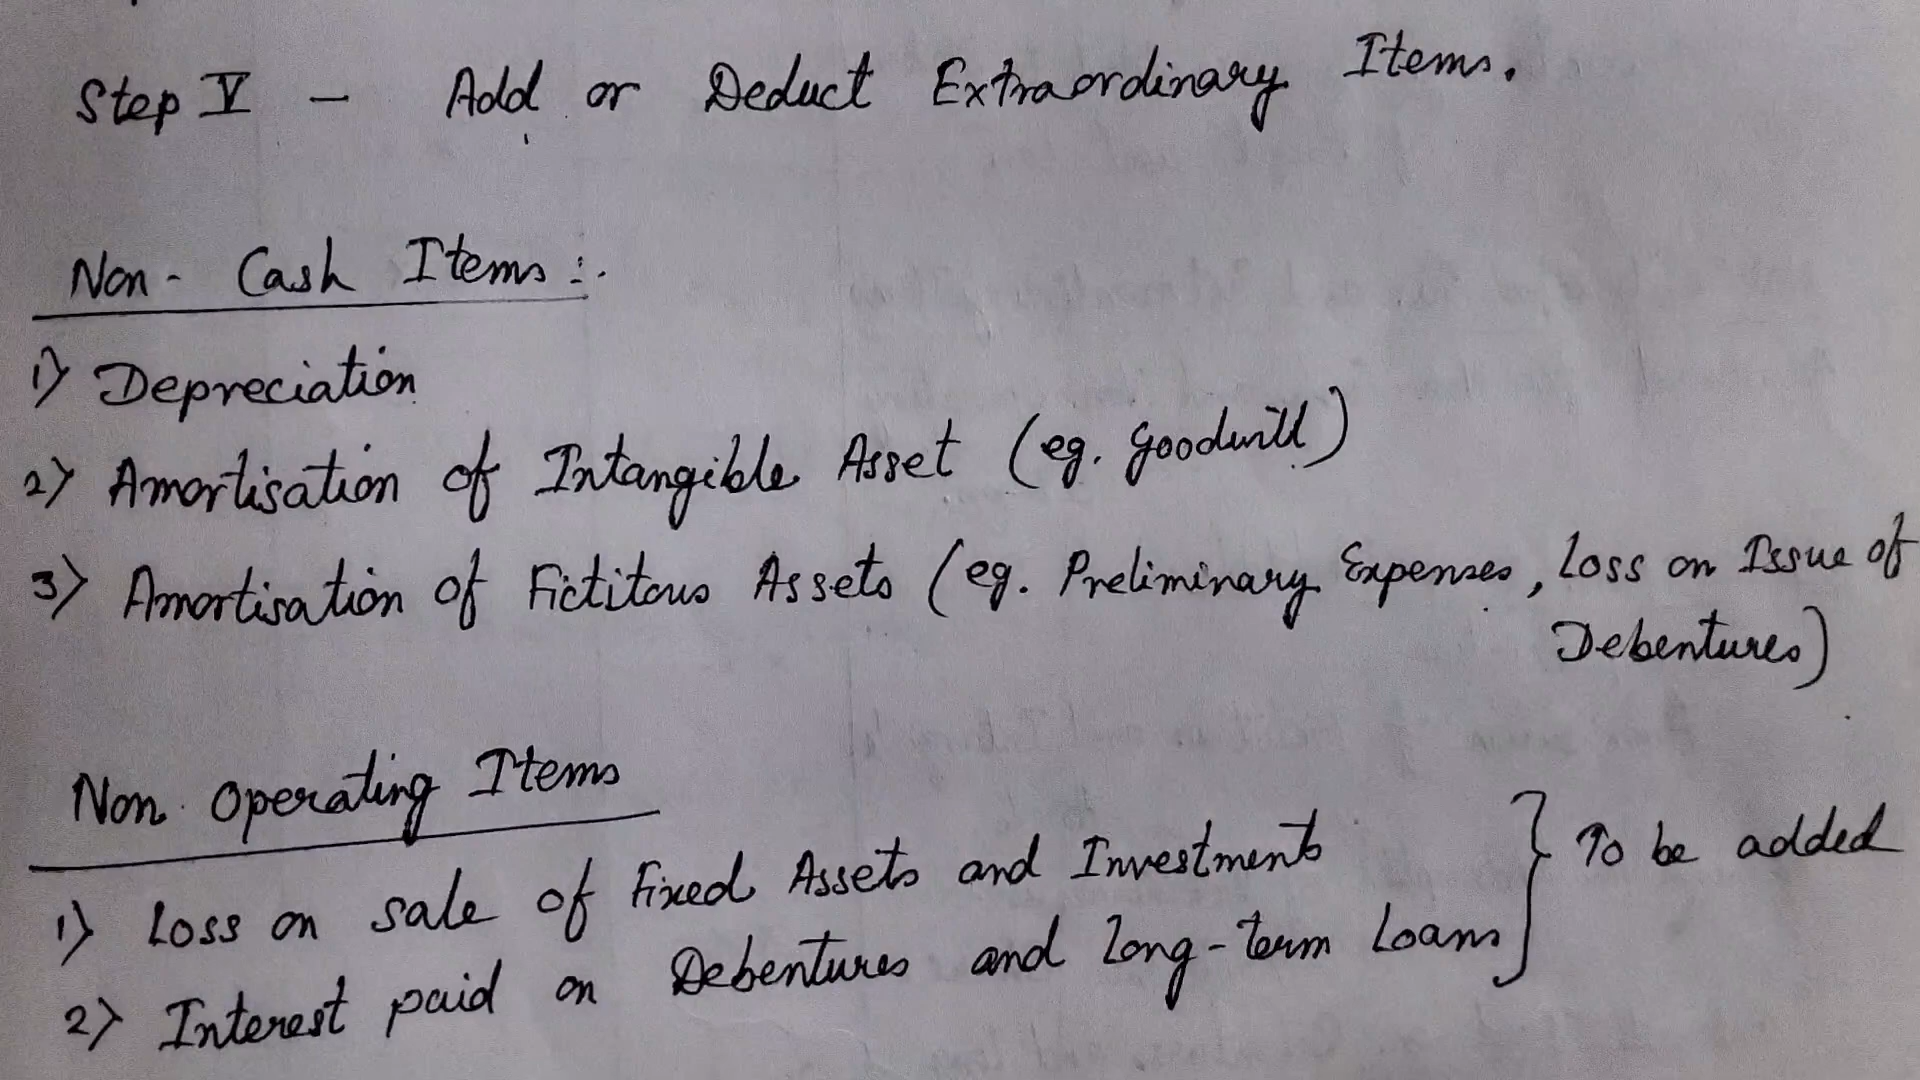 Step V - Add or Deduct Extraordinary Items.
Non- Cash Items :-
1) Depreciation
2) Amortisation of Intangible Asset (eg. Goodwill)
3) Amortisation of Fictitous Assets (eg. Preliminary Expenses, Loss on Issue of
Debentures)
Non Operating Items
1) Loss on sale of Fixed Assets and Investments
2) Interest paid on Debentures and Long-term Loans
} To be added